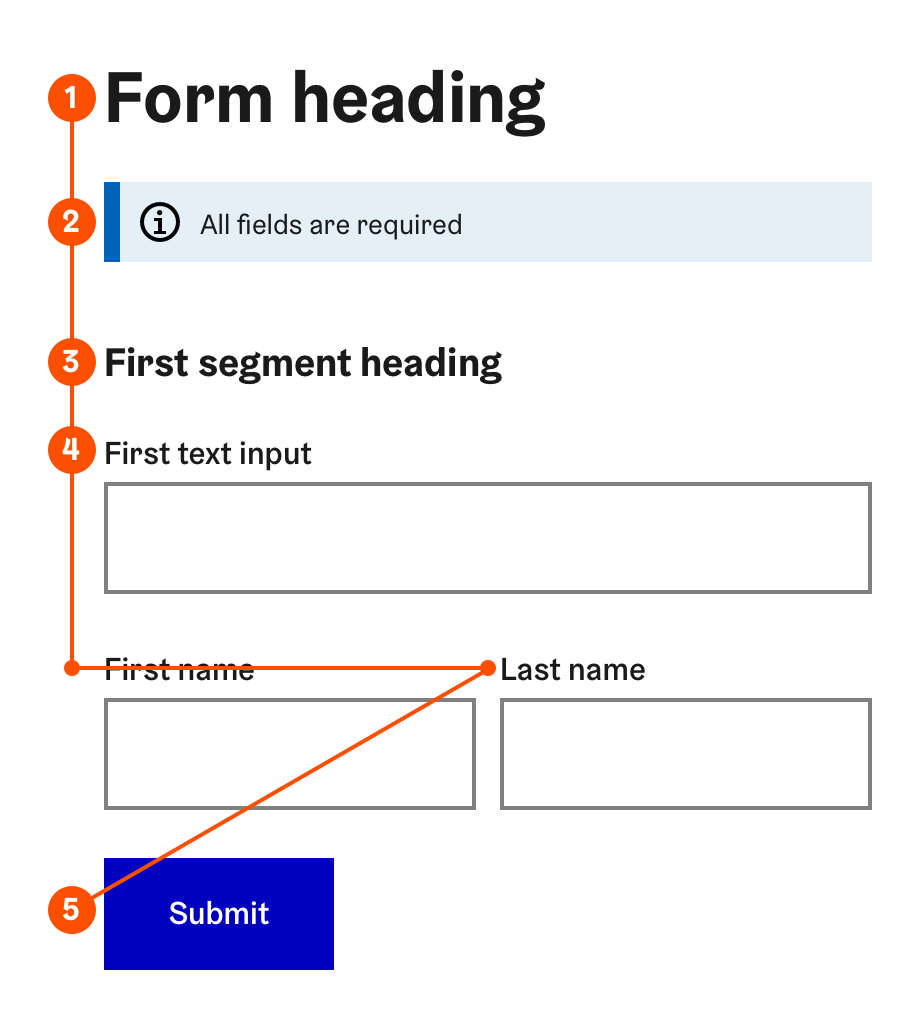 1 Form heading
2 All fields are required
3 First segment heading
4 First text input
First name Last name
5 Submit